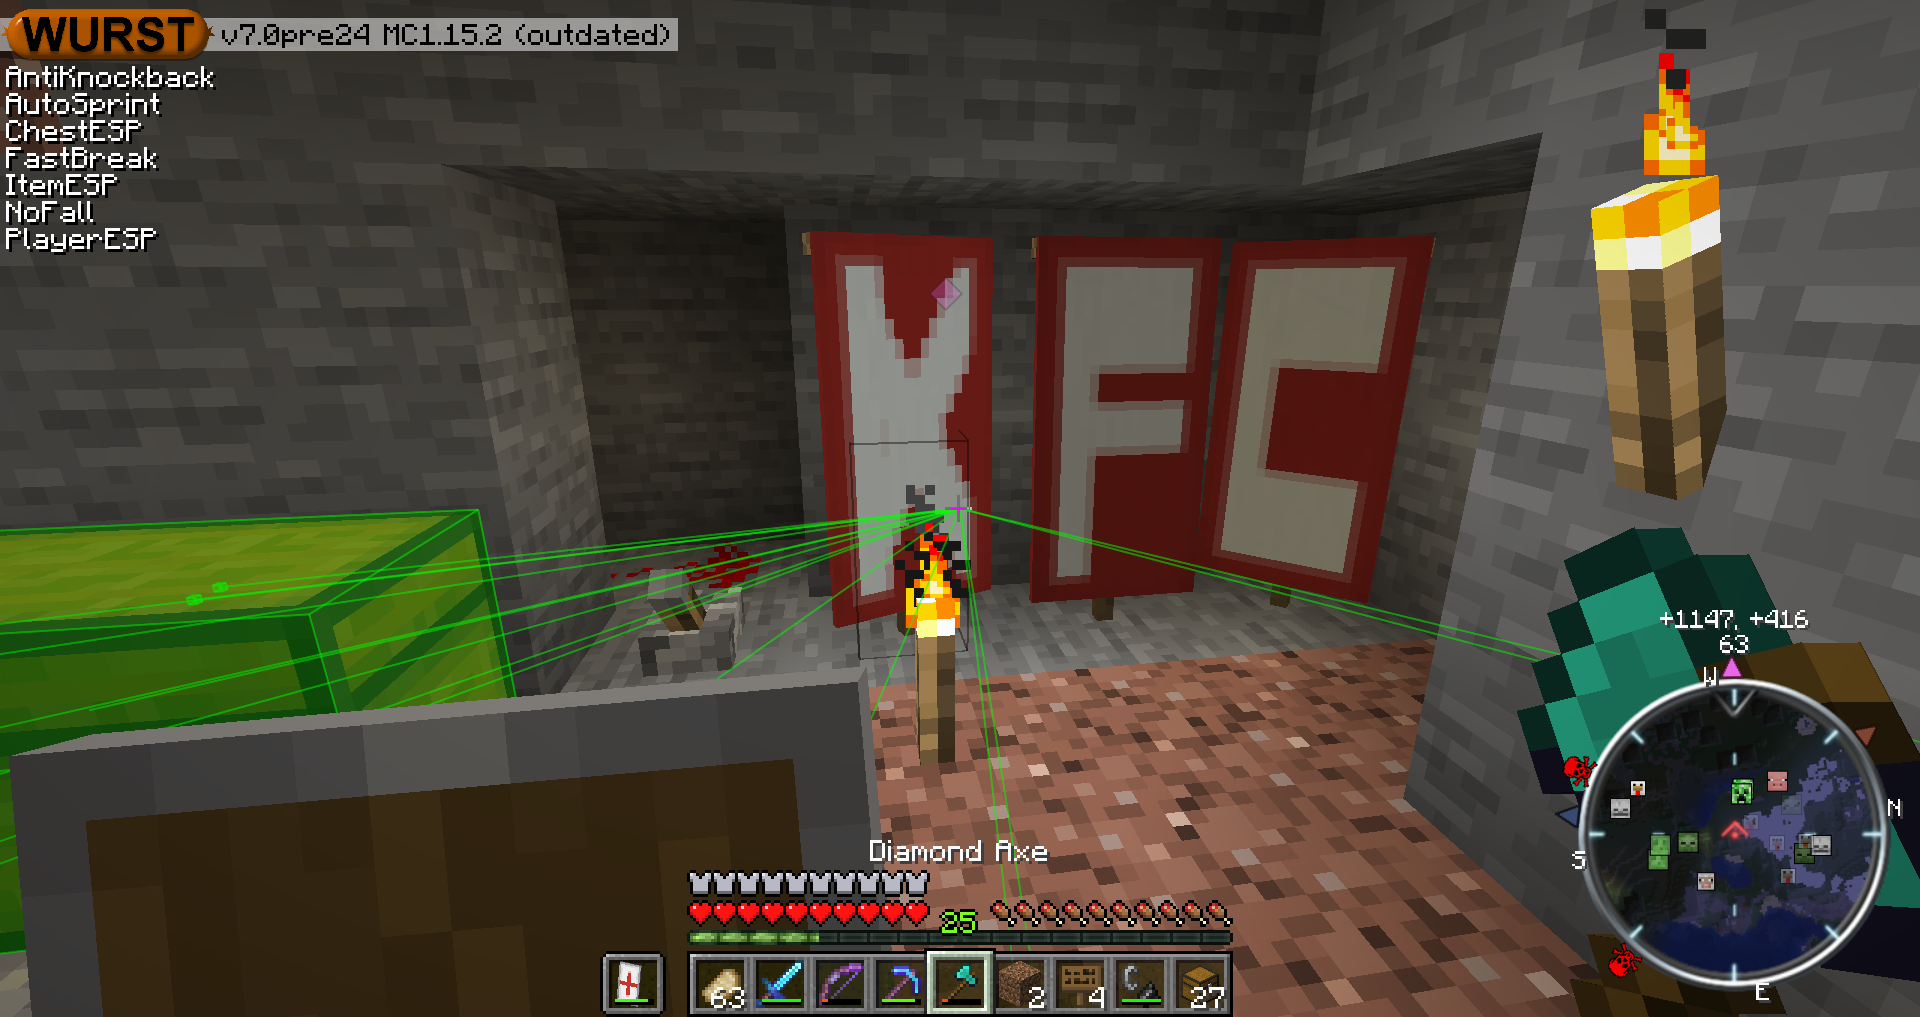 WURST v7.0pre24 MC1.15.2 (outdated)
AntiKnockback
AutoSprint
ChestESP
FastBreak
ItemESP
NoFall
PlayerESP
X F C
+1147, +416
63
W
N
S
E
Diamond Axe
25
63 2 4 27